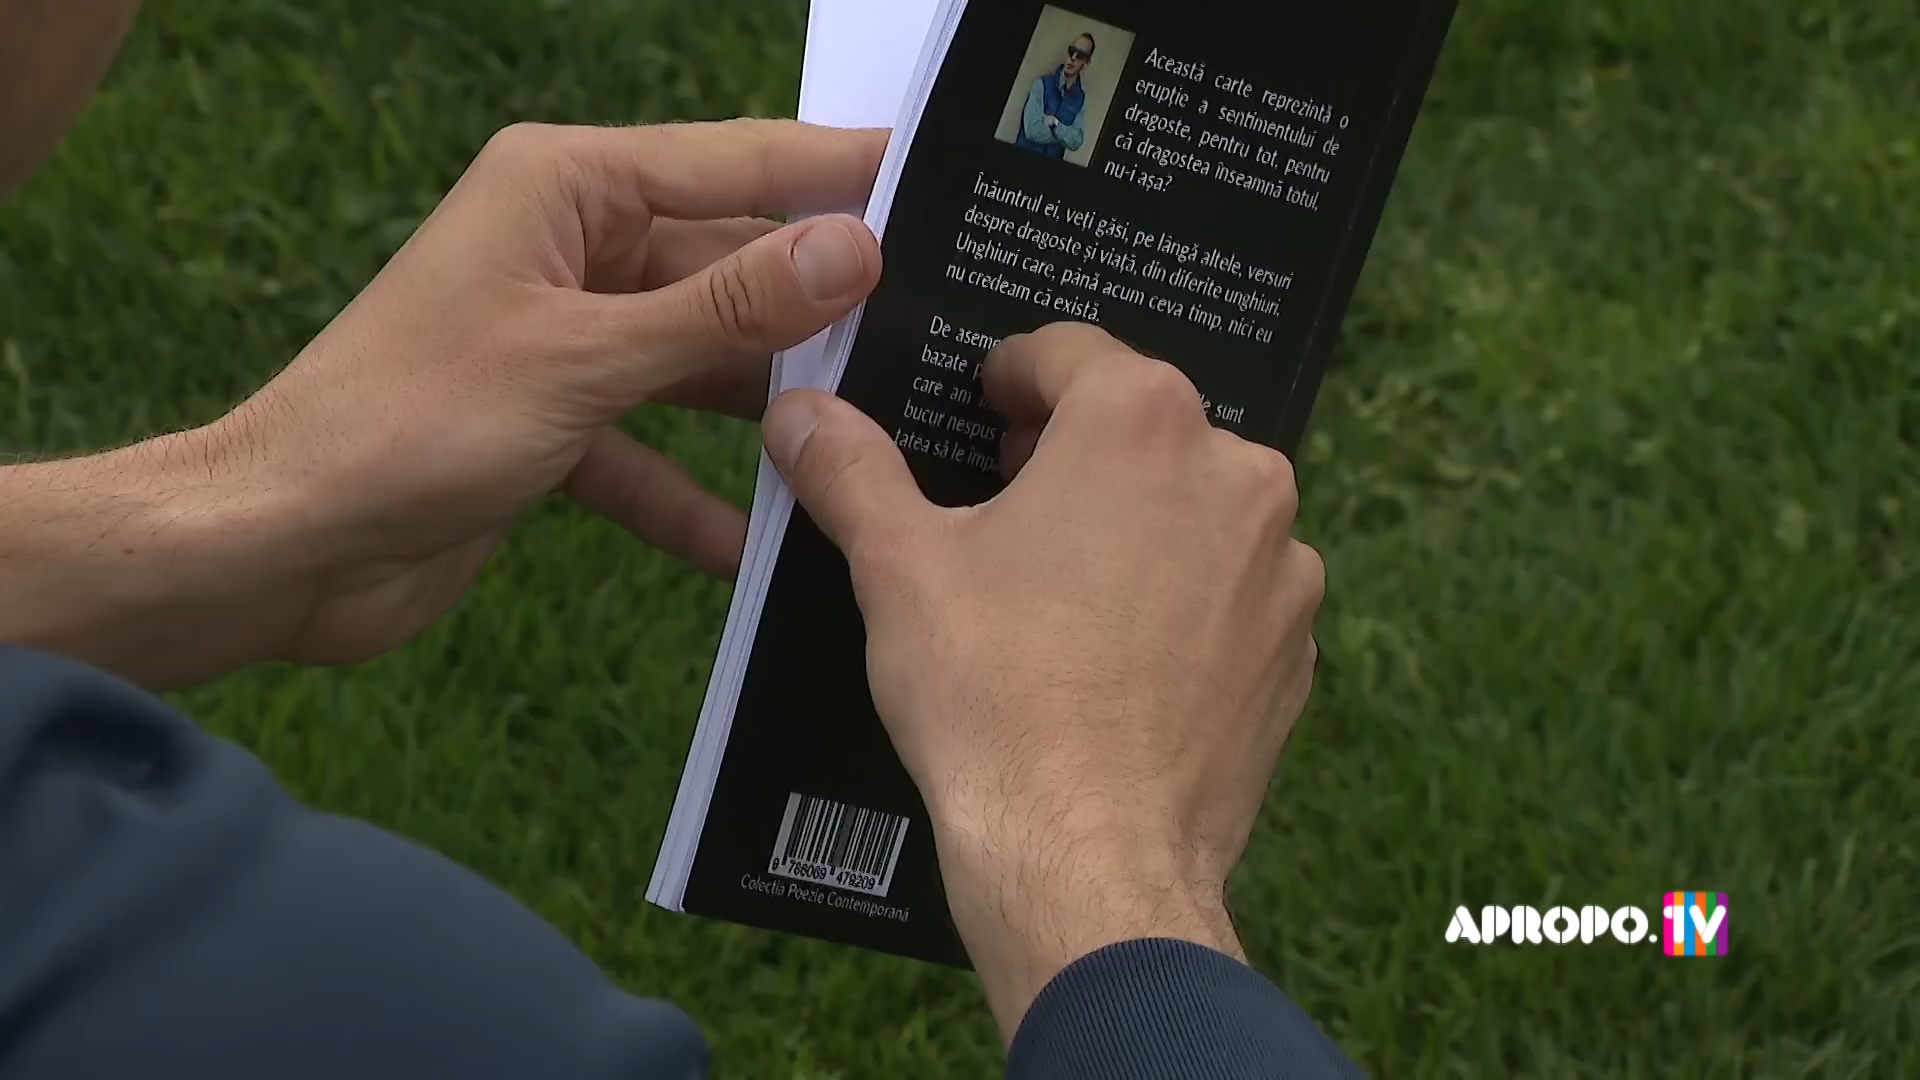 Această carte reprezintă o
erupție a sentimentului de
dragoste, pentru tot, pentru
că dragostea înseamnă totul,
nu-i așa?
Înăuntrul ei, veți găsi, pe lângă altele, versuri
despre dragoste și viață, din diferite unghiuri.
Unghiuri care, până acum ceva timp, nici eu
nu credeam că există.
De aseme
bazate
sunt
care am
bucur nespus
tatea să le împ
9 786069 479209
Colecția Poezie Contemporană
APROPO.TV